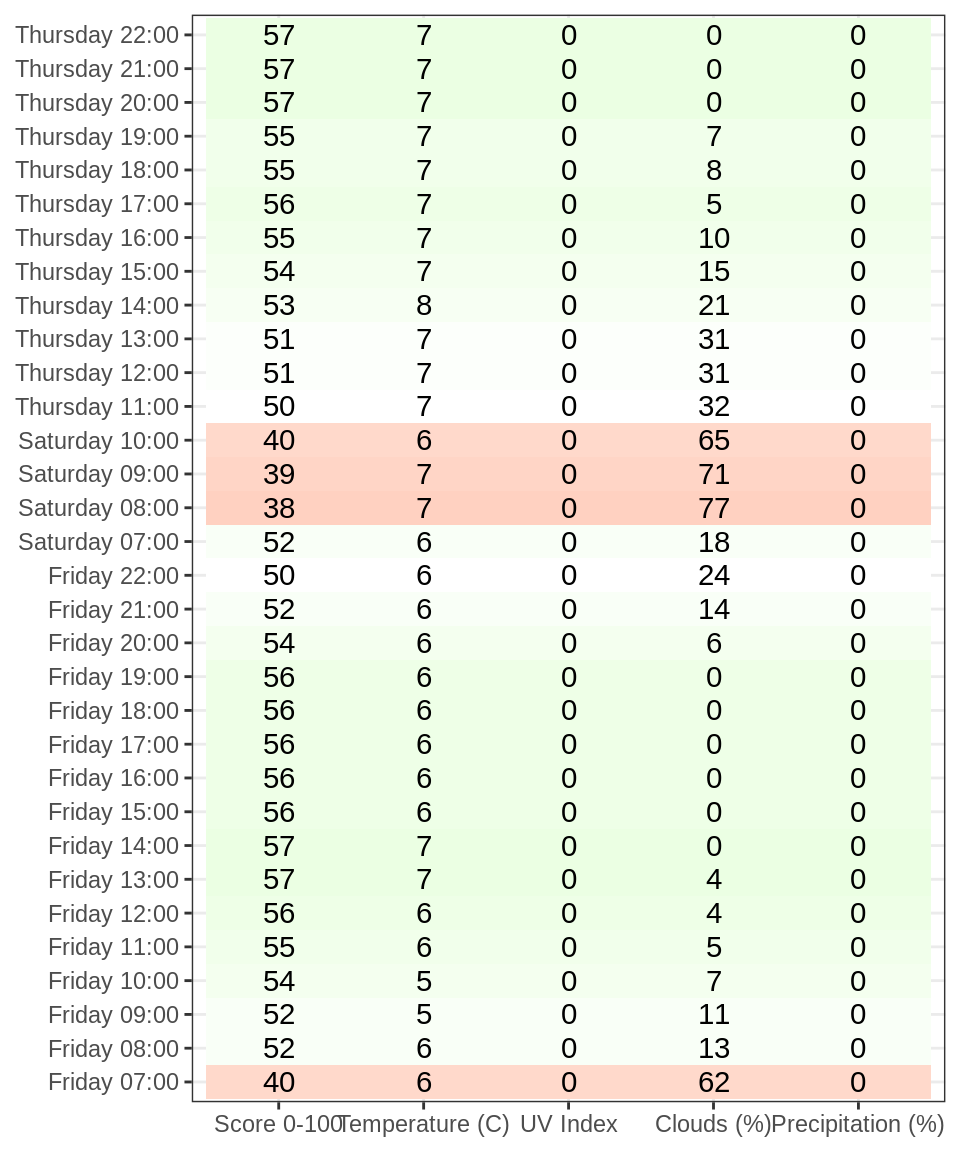 Thursday 22:00 57 7 0 0 0
Thursday 21:00 57 7 0 0 0
Thursday 20:00 57 7 0 0 0
Thursday 19:00 55 7 0 7 0
Thursday 18:00 55 7 0 8 0
Thursday 17:00 56 7 0 5 0
Thursday 16:00 55 7 0 10 0
Thursday 15:00 54 7 0 15 0
Thursday 14:00 53 8 0 21 0
Thursday 13:00 51 7 0 31 0
Thursday 12:00 51 7 0 31 0
Thursday 11:00 50 7 0 32 0
Saturday 10:00 40 6 0 65 0
Saturday 09:00 39 7 0 71 0
Saturday 08:00 38 7 0 77 0
Saturday 07:00 52 6 0 18 0
Friday 22:00 50 6 0 24 0
Friday 21:00 52 6 0 14 0
Friday 20:00 54 6 0 6 0
Friday 19:00 56 6 0 0 0
Friday 18:00 56 6 0 0 0
Friday 17:00 56 6 0 0 0
Friday 16:00 56 6 0 0 0
Friday 15:00 56 6 0 0 0
Friday 14:00 57 7 0 0 0
Friday 13:00 57 7 0 4 0
Friday 12:00 56 6 0 4 0
Friday 11:00 55 6 0 5 0
Friday 10:00 54 5 0 7 0
Friday 09:00 52 5 0 11 0
Friday 08:00 52 6 0 13 0
Friday 07:00 40 6 0 62 0
Score 0-100 Temperature (C) UV Index Clouds (%) Precipitation (%)